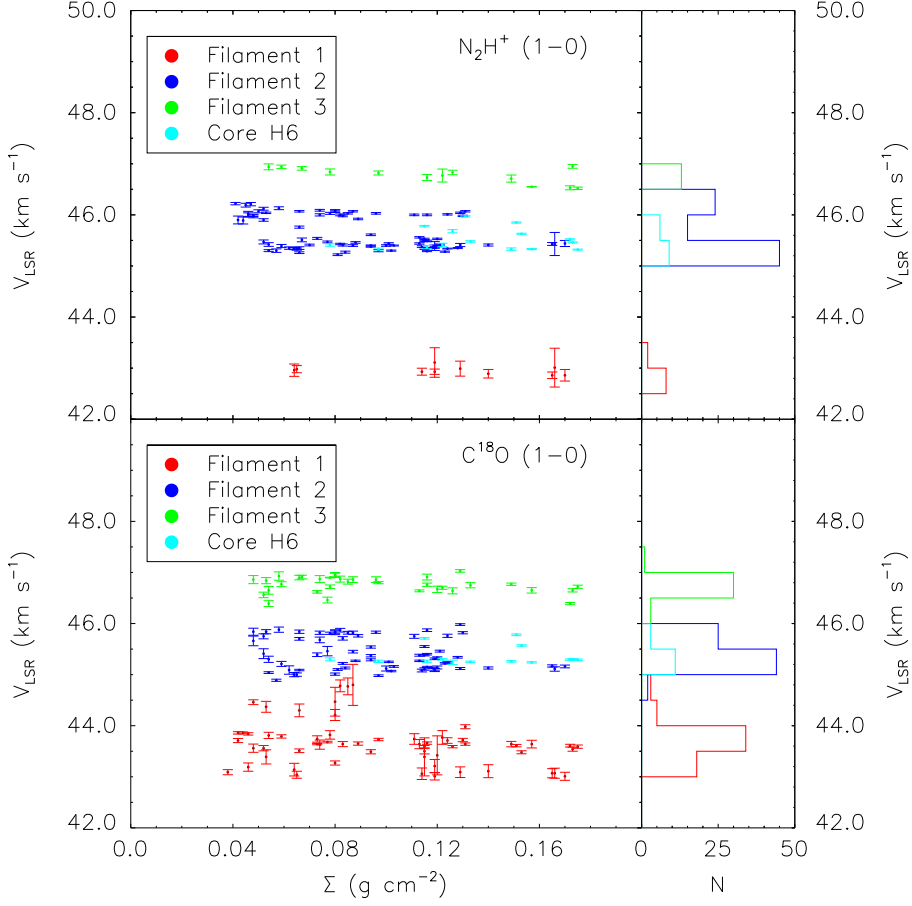 50.0
48.0
46.0
44.0
42.0
V_LSR (km s⁻¹)
Filament 1
Filament 2
Filament 3
Core H6
N₂H⁺ (1−0)
50.0
48.0
46.0
44.0
42.0
V_LSR (km s⁻¹)
48.0
46.0
44.0
42.0
V_LSR (km s⁻¹)
Filament 1
Filament 2
Filament 3
Core H6
C¹⁸O (1−0)
48.0
46.0
44.0
42.0
V_LSR (km s⁻¹)
0.0 0.04 0.08 0.12 0.16 0 25 50
Σ (g cm⁻²) N